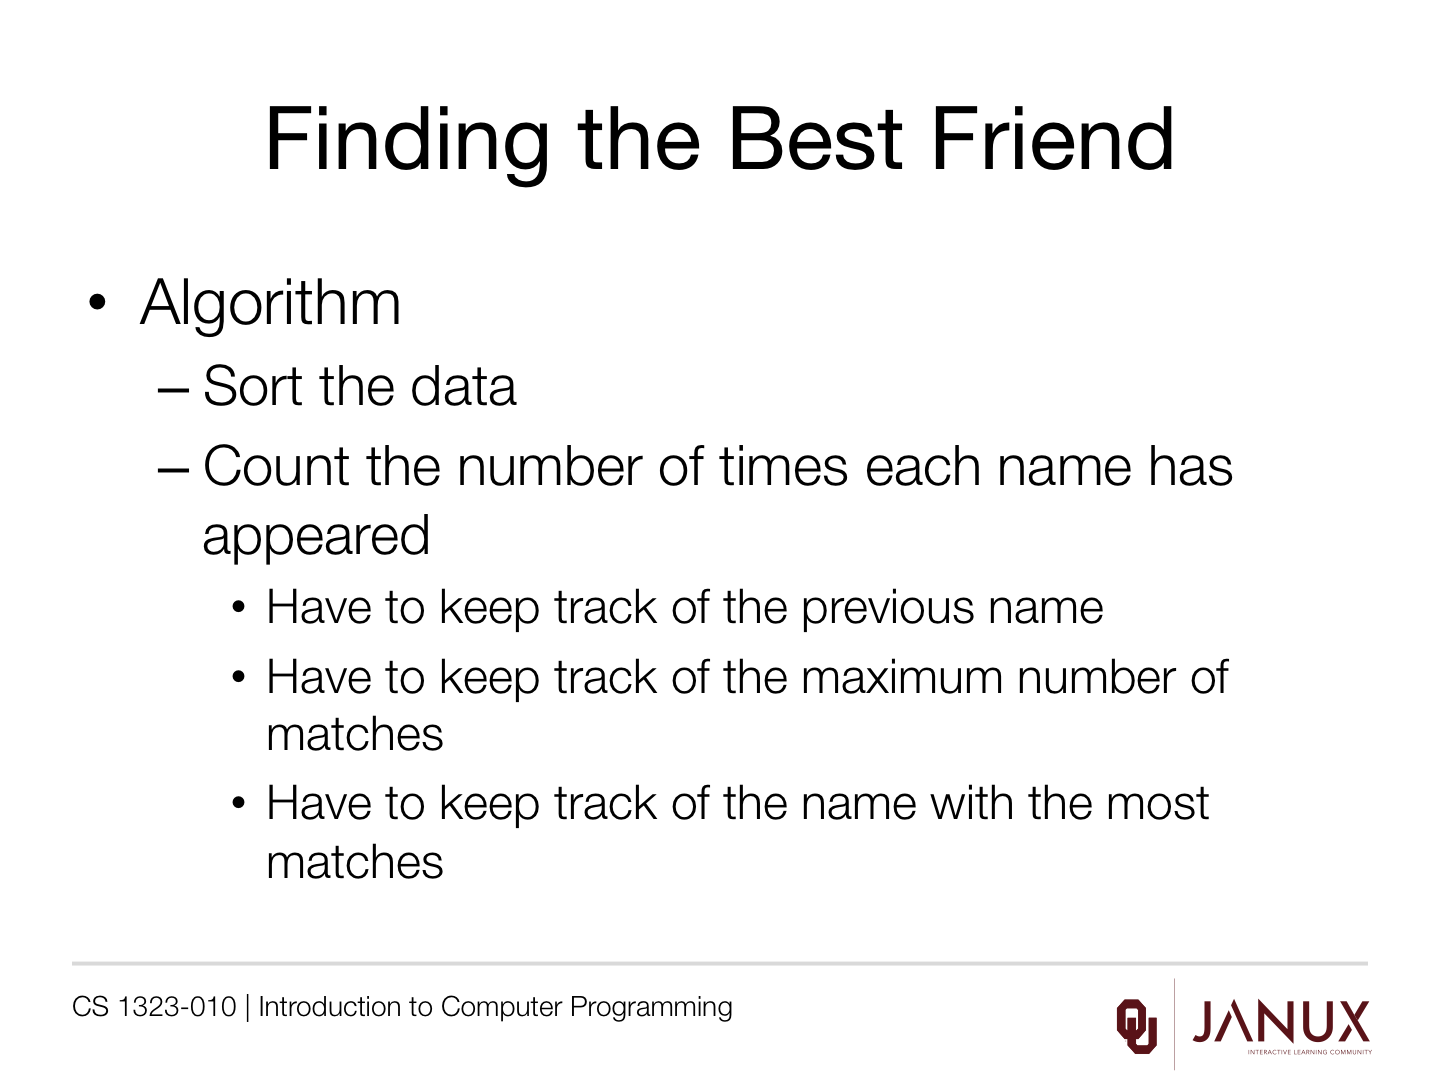 Finding the Best Friend
• Algorithm
– Sort the data
– Count the number of times each name has
appeared
• Have to keep track of the previous name
• Have to keep track of the maximum number of
matches
• Have to keep track of the name with the most
matches
CS 1323-010 | Introduction to Computer Programming
OU
JANUX
INTERACTIVE LEARNING COMMUNITY